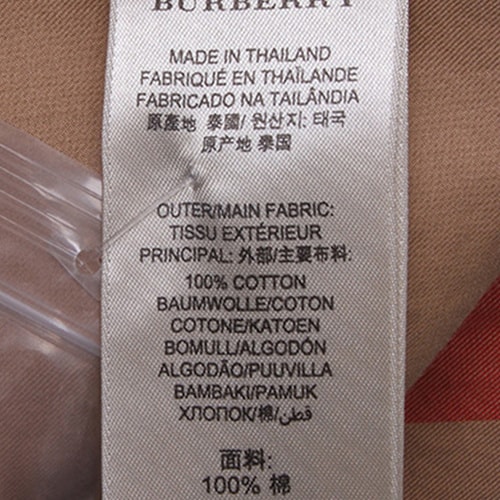 BURBERRY
MADE IN THAILAND
FABRIQUÉ EN THAÏLANDE
FABRICADO NA TAILÂNDIA
原產地 泰國/ 원산지: 태국
原产地 泰国
OUTER/MAIN FABRIC:
TISSU EXTÉRIEUR
PRINCIPAL: 外部/主要布料:
100% COTTON
BAUMWOLLE/COTON
COTONE/KATOEN
BOMULL/ALGODÓN
ALGODÃO/PUUVILLA
BAMBAKI/PAMUK
ХЛОПОК/棉/قطن
面料:
100% 棉